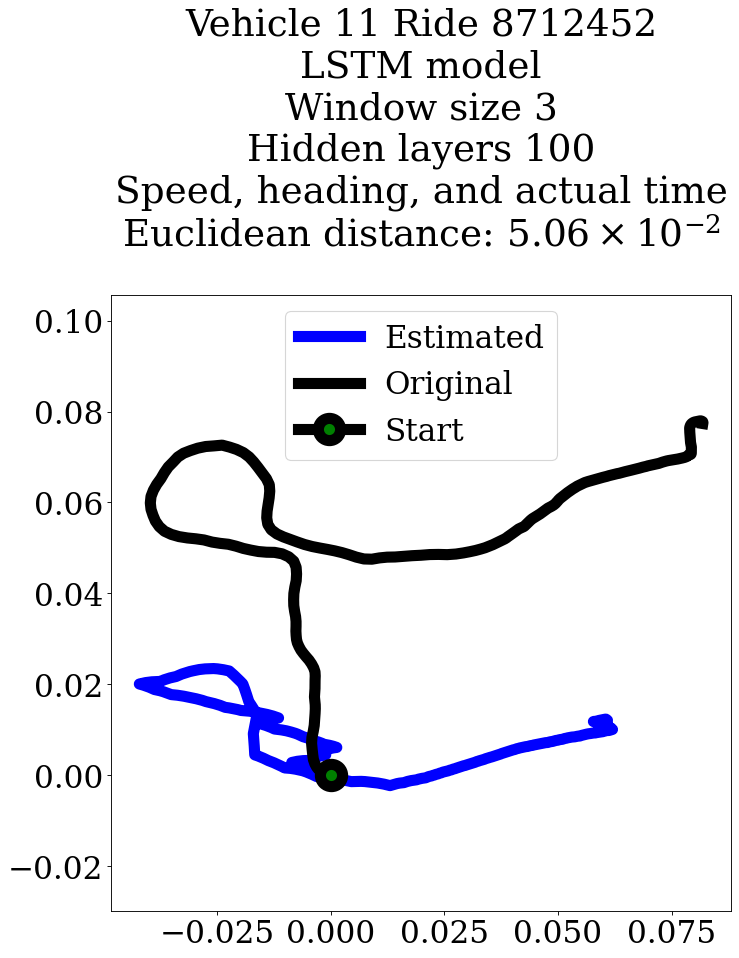 Vehicle 11 Ride 8712452
LSTM model
Window size 3
Hidden layers 100
Speed, heading, and actual time
Euclidean distance: 5.06 × 10⁻²
Estimated
Original
Start
0.10
0.08
0.06
0.04
0.02
0.00
−0.02
−0.025 0.000 0.025 0.050 0.075